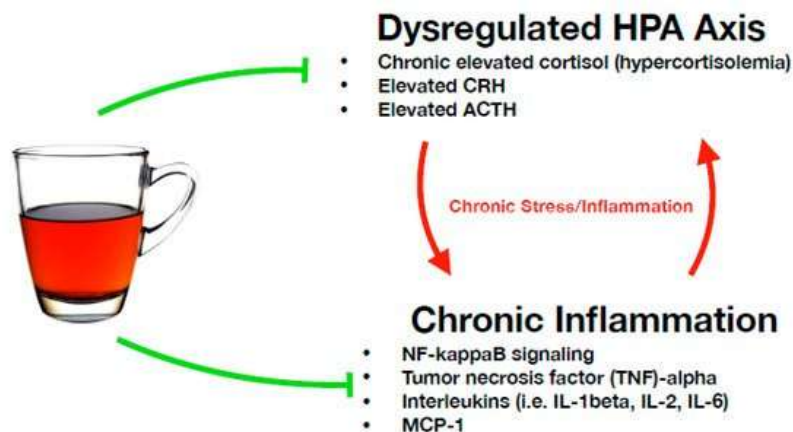 Dysregulated HPA Axis
• Chronic elevated cortisol (hypercortisolemia)
• Elevated CRH
• Elevated ACTH
Chronic Stress/Inflammation
Chronic Inflammation
• NF-kappaB signaling
• Tumor necrosis factor (TNF)-alpha
• Interleukins (i.e. IL-1beta, IL-2, IL-6)
• MCP-1